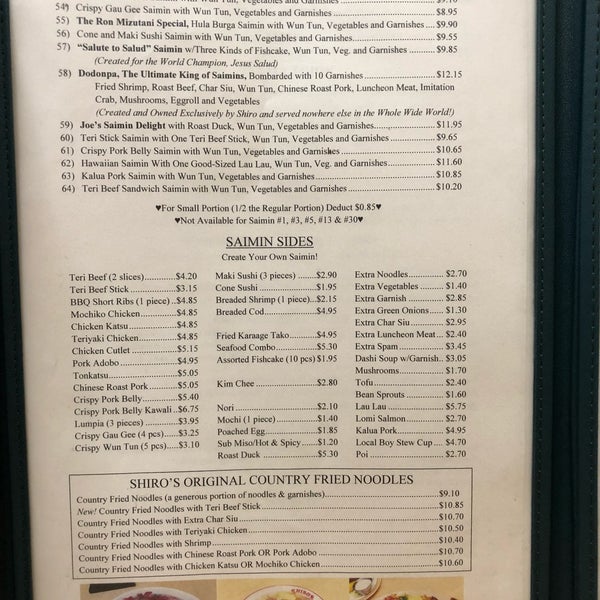 54) Crispy Gau Gee Saimin with Wun Tun, Vegetables and Garnishes $8.95
55) The Ron Mizutani Special, Hula Burga Saimin with Wun Tun, Vegetables and Garnishes .... $9.90
56) Cone and Maki Sushi Saimin with Wun Tun, Vegetables and Garnishes $9.55
57) “Salute to Salud” Saimin w/Three Kinds of Fishcake, Wun Tun, Veg. and Garnishes $9.85
(Created for the World Champion, Jesus Salud)
58) Dodonpa, The Ultimate King of Saimins, Bombarded with 10 Garnishes $12.15
Fried Shrimp, Roast Beef, Char Siu, Wun Tun, Chinese Roast Pork, Luncheon Meat, Imitation
Crab, Mushrooms, Eggroll and Vegetables
(Created and Owned Exclusively by Shiro and served nowhere else in the Whole Wide World!)
59) Joe's Saimin Delight with Roast Duck, Wun Tun, Vegetables and Garnishes $11.95
60) Teri Stick Saimin with One Teri Beef Stick, Wun Tun, Vegetables and Garnishes $9.65
61) Crispy Pork Belly Saimin with Wun Tun, Vegetables and Garnishes $10.65
62) Hawaiian Saimin With One Good-Sized Lau Lau, Wun Tun, Veg. and Garnishes $11.60
63) Kalua Pork Saimin with Wun Tun, Vegetables and Garnishes $10.85
64) Teri Beef Sandwich Saimin with Wun Tun, Vegetables and Garnishes $10.20
♥For Small Portion (1/2 the Regular Portion) Deduct $0.85♥
♥Not Available for Saimin #1, #3, #5, #13 & #30♥
SAIMIN SIDES
Create Your Own Saimin!
Teri Beef (2 slices) $4.20
Teri Beef Stick $3.15
BBQ Short Ribs (1 piece) $4.85
Mochiko Chicken $4.85
Chicken Katsu $4.85
Teriyaki Chicken $4.85
Chicken Cutlet $5.15
Pork Adobo $4.95
Tonkatsu $5.05
Chinese Roast Pork $5.05
Crispy Pork Belly $5.40
Crispy Pork Belly Kawali $6.75
Lumpia (3 pieces) $3.95
Crispy Gau Gee (4 pcs) $3.25
Crispy Wun Tun (5 pcs) $3.10
Maki Sushi (3 pieces) $2.90
Cone Sushi $1.95
Breaded Shrimp (1 piece) $2.15
Breaded Cod $4.95
Fried Karaage Tako $4.95
Seafood Combo $5.30
Assorted Fishcake (10 pcs) $1.95
Kim Chee $2.80
Nori $2.10
Mochi (1 piece) $1.40
Poached Egg $1.85
Sub Miso/Hot & Spicy $1.20
Roast Duck $5.30
Extra Noodles $2.70
Extra Vegetables $1.40
Extra Garnish $2.85
Extra Green Onions $1.30
Extra Char Siu $2.95
Extra Luncheon Meat $2.40
Extra Spam $3.45
Dashi Soup w/Garnish $3.05
Mushrooms $1.70
Tofu $2.40
Bean Sprouts $1.60
Lau Lau $5.75
Lomi Salmon $2.70
Kalua Pork $4.95
Local Boy Stew Cup $4.70
Poi $2.70
SHIRO'S ORIGINAL COUNTRY FRIED NOODLES
Country Fried Noodles (a generous portion of noodles & garnishes) $9.10
New! Country Fried Noodles with Teri Beef Stick $10.85
Country Fried Noodles with Extra Char Siu $10.70
Country Fried Noodles with Teriyaki Chicken $10.50
Country Fried Noodles with Shrimp $10.40
Country Fried Noodles with Chinese Roast Pork OR Pork Adobo $10.70
Country Fried Noodles with Chicken Katsu OR Mochiko Chicken $10.60